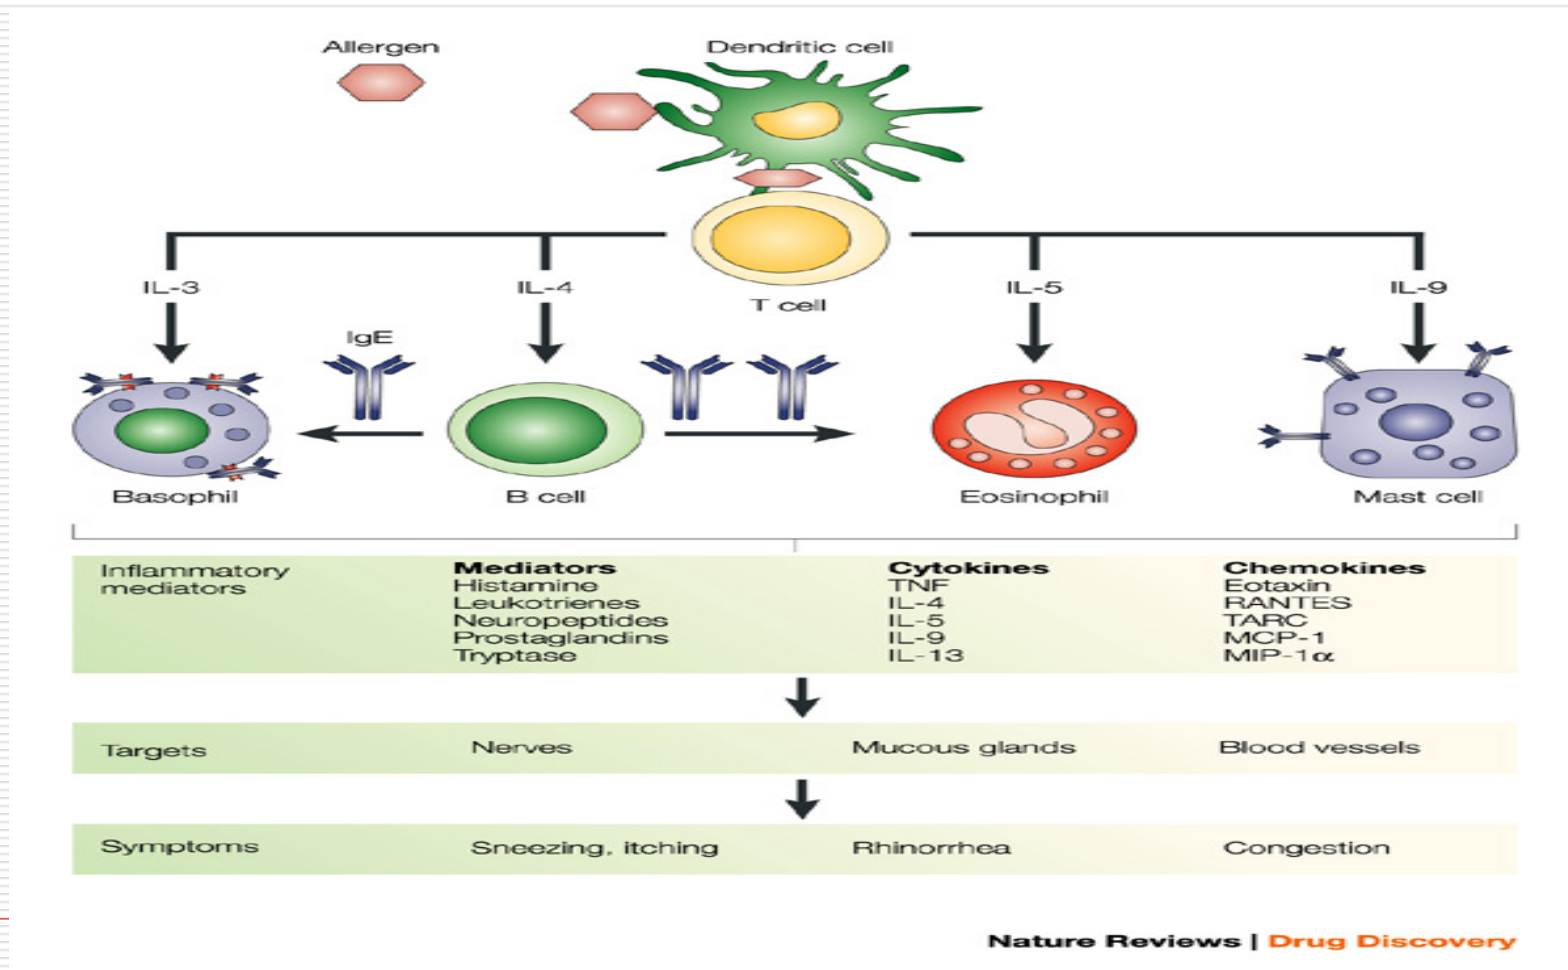 Allergen
Dendritic cell
T cell
IL-3
IL-4
IL-5
IL-9
IgE
Basophil
B cell
Eosinophil
Mast cell
Inflammatory
mediators
Mediators
Histamine
Leukotrienes
Neuropeptides
Prostaglandins
Tryptase
Cytokines
TNF
IL-4
IL-5
IL-9
IL-13
Chemokines
Eotaxin
RANTES
TARC
MCP-1
MIP-1α
Targets
Nerves
Mucous glands
Blood vessels
Symptoms
Sneezing, itching
Rhinorrhea
Congestion
Nature Reviews | Drug Discovery